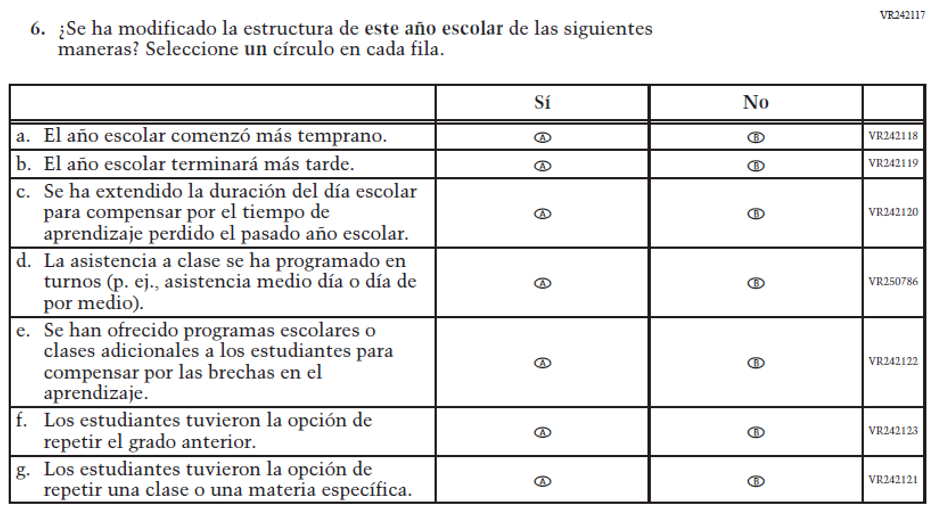 VR242117
6. ¿Se ha modificado la estructura de este año escolar de las siguientes
maneras? Seleccione un círculo en cada fila.
Sí No
a. El año escolar comenzó más temprano. A B VR242118
b. El año escolar terminará más tarde. A B VR242119
c. Se ha extendido la duración del día escolar
para compensar por el tiempo de A B VR242120
aprendizaje perdido el pasado año escolar.
d. La asistencia a clase se ha programado en
turnos (p. ej., asistencia medio día o día de A B VR250786
por medio).
e. Se han ofrecido programas escolares o
clases adicionales a los estudiantes para
compensar por las brechas en el A B VR242122
aprendizaje.
f. Los estudiantes tuvieron la opción de
repetir el grado anterior. A B VR242123
g. Los estudiantes tuvieron la opción de
repetir una clase o una materia específica. A B VR242121